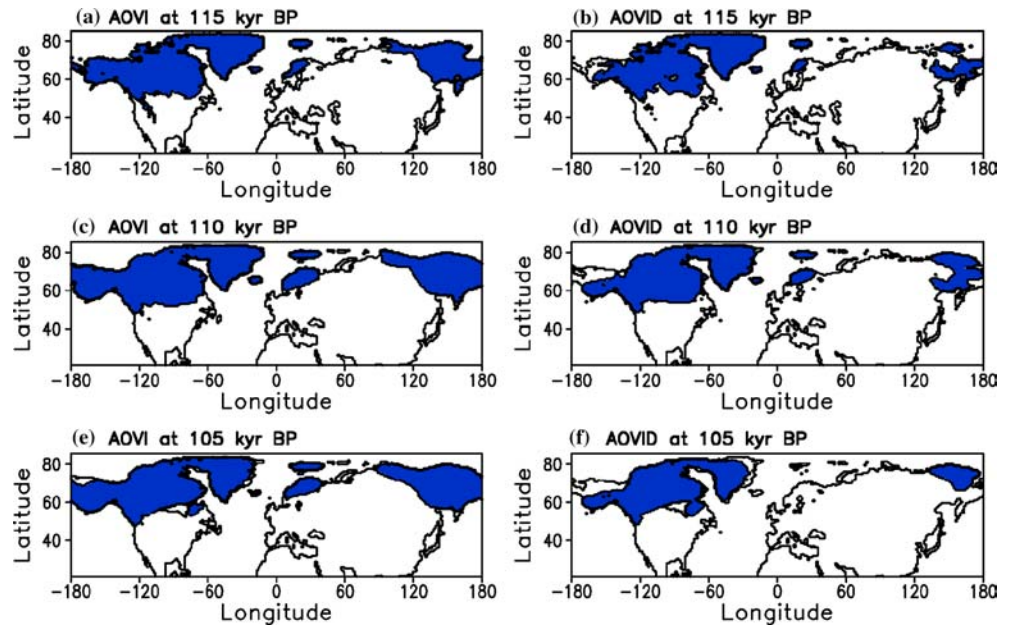 (a) AOVI at 115 kyr BP
80
60
40
Latitude
−180 −120 −60 0 60 120 180
Longitude
(b) AOVID at 115 kyr BP
80
60
40
Latitude
−180 −120 −60 0 60 120 180
Longitude
(c) AOVI at 110 kyr BP
80
60
40
Latitude
−180 −120 −60 0 60 120 180
Longitude
(d) AOVID at 110 kyr BP
80
60
40
Latitude
−180 −120 −60 0 60 120 180
Longitude
(e) AOVI at 105 kyr BP
80
60
40
Latitude
−180 −120 −60 0 60 120 180
Longitude
(f) AOVID at 105 kyr BP
80
60
40
Latitude
−180 −120 −60 0 60 120 180
Longitude